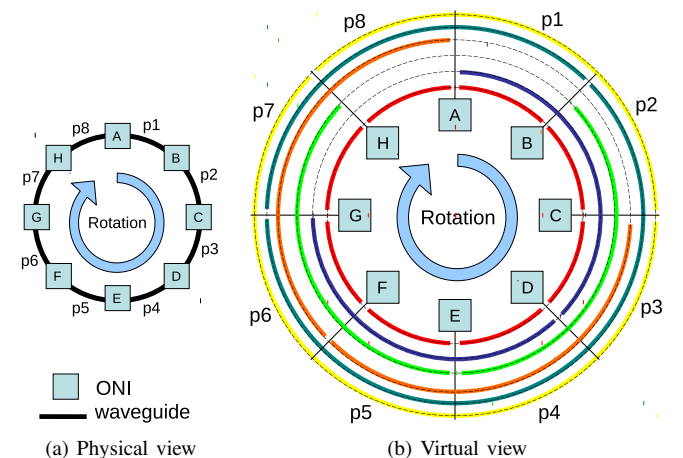 p8 p1
A
H B
p7 p2
G Rotation C
p6 p3
F D
E
p5 p4
ONI
waveguide
(a) Physical view
p8 p1
p7 p2
A
H B
G Rotation C
F D
E
p6 p3
p5 p4
(b) Virtual view